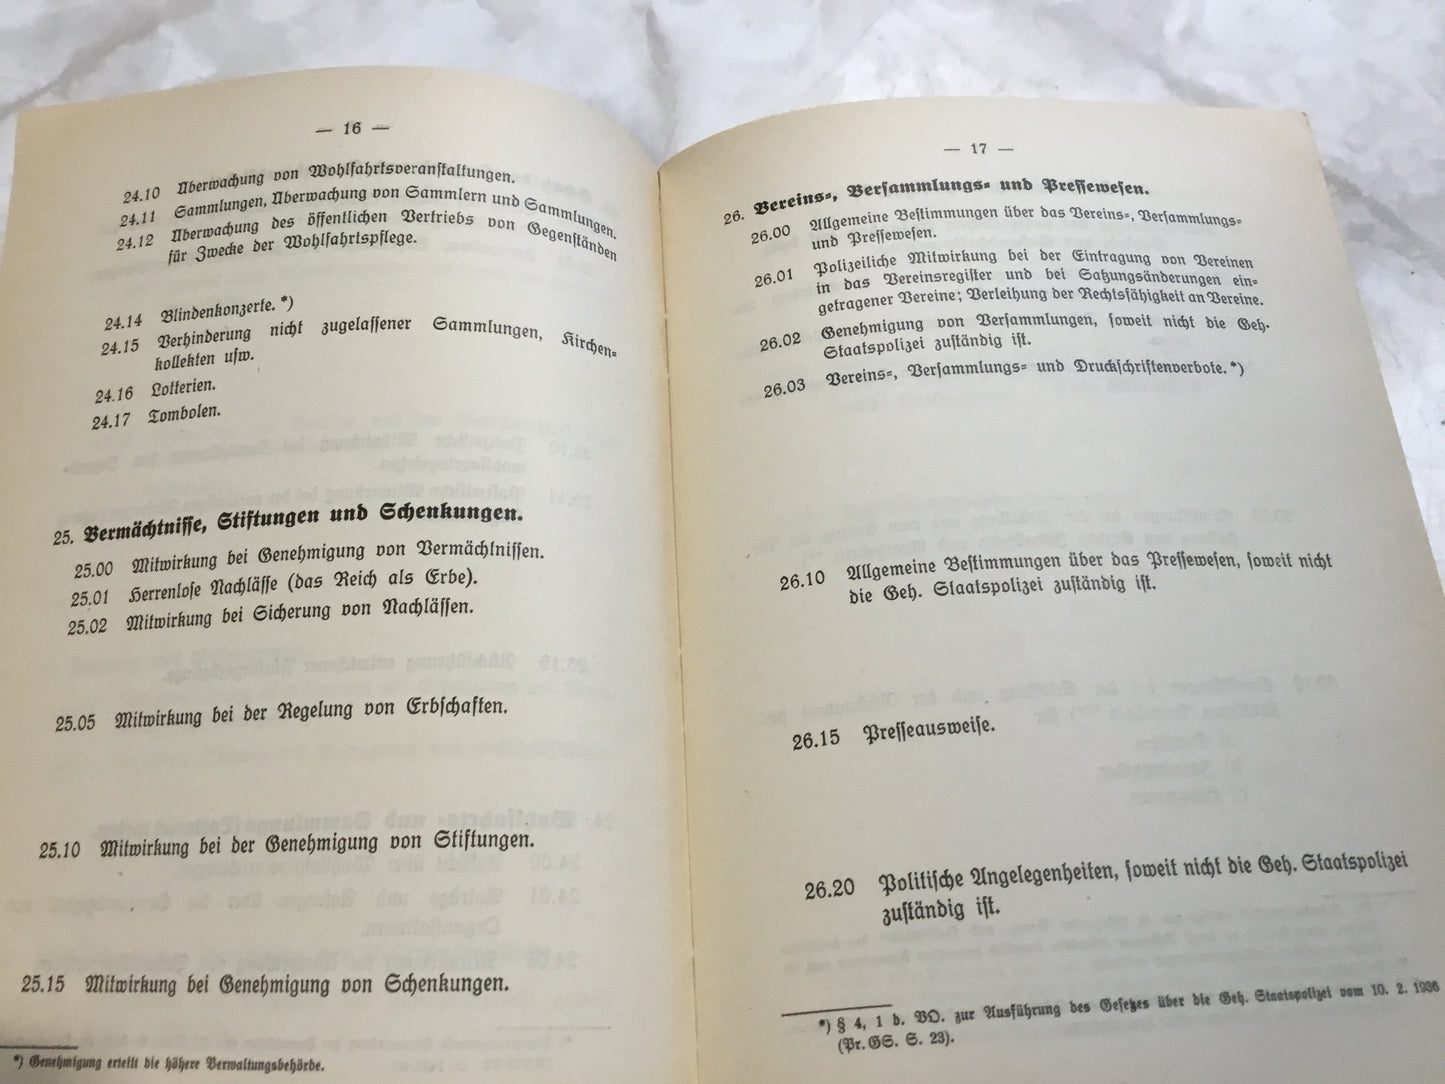 — 16 —
24.10 Überwachung von Wohlfahrtsveranstaltungen.
24.11 Sammlungen, Überwachung von Sammlern und Sammlungen.
24.12 Überwachung des öffentlichen Vertriebs von Gegenständen
für Zwecke der Wohlfahrtspflege.
24.14 Blindenkonzerte.*)
24.15 Verhinderung nicht zugelassener Sammlungen, Kirchen-
kollekten usw.
24.16 Lotterien.
24.17 Tombolen.
25. Vermächtnisse, Stiftungen und Schenkungen.
25.00 Mitwirkung bei Genehmigung von Vermächtnissen.
25.01 Herrenlose Nachlässe (das Reich als Erbe).
25.02 Mitwirkung bei Sicherung von Nachlässen.
25.05 Mitwirkung bei der Regelung von Erbschaften.
25.10 Mitwirkung bei der Genehmigung von Stiftungen.
25.15 Mitwirkung bei Genehmigung von Schenkungen.
*) Genehmigung erteilt die höhere Verwaltungsbehörde.
— 17 —
26. Vereins-, Versammlungs- und Pressewesen.
26.00 Allgemeine Bestimmungen über das Vereins-, Versammlungs-
und Pressewesen.
26.01 Polizeiliche Mitwirkung bei der Eintragung von Vereinen
in das Vereinsregister und bei Satzungsänderungen ein-
getragener Vereine; Verleihung der Rechtsfähigkeit an Vereine.
26.02 Genehmigung von Versammlungen, soweit nicht die Geh.
Staatspolizei zuständig ist.
26.03 Vereins-, Versammlungs- und Druckschriftenverbote.*)
26.10 Allgemeine Bestimmungen über das Pressewesen, soweit nicht
die Geh. Staatspolizei zuständig ist.
26.15 Presseausweise.
26.20 Politische Angelegenheiten, soweit nicht die Geh. Staatspolizei
zuständig ist.
*) § 4, 1 d. VO. zur Ausführung des Gesetzes über die Geh. Staatspolizei vom 10. 2. 1936
(Pr. GS. S. 23).